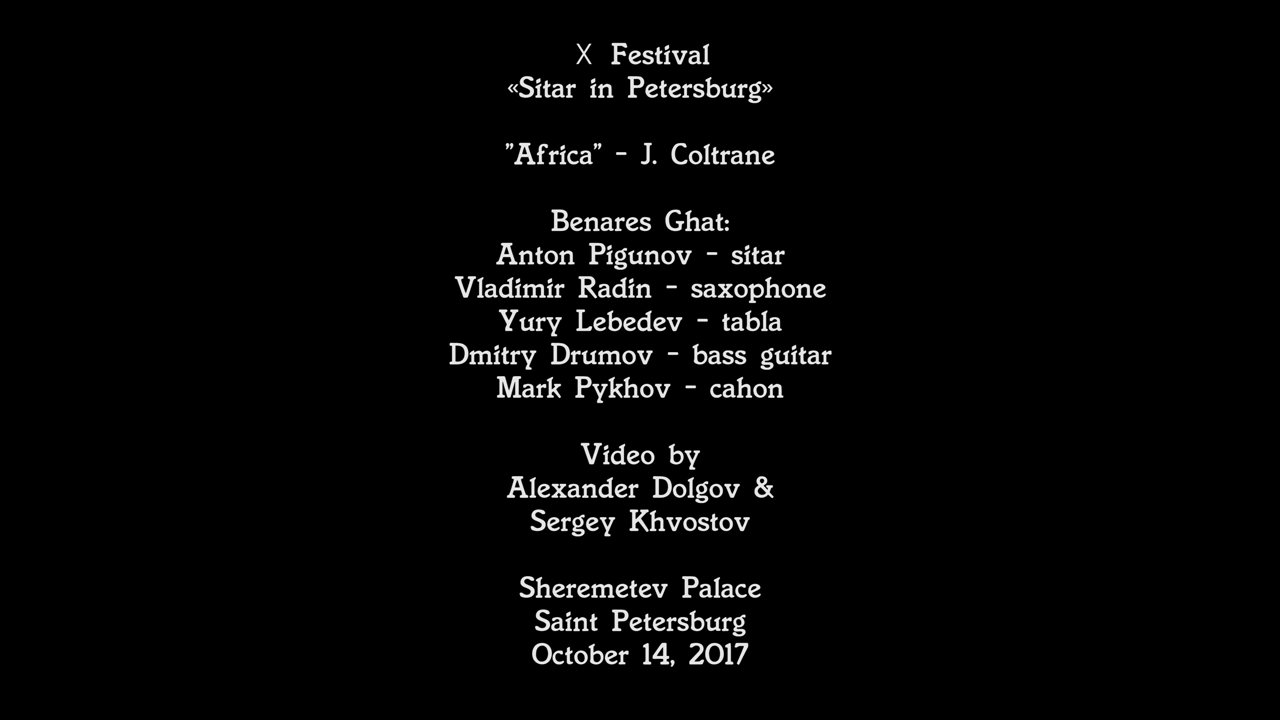 X Festival
«Sitar in Petersburg»
"Africa" - J. Coltrane
Benares Ghat:
Anton Pigunov - sitar
Vladimir Radin - saxophone
Yury Lebedev - tabla
Dmitry Drumov - bass guitar
Mark Pykhov - cahon
Video by
Alexander Dolgov &
Sergey Khvostov
Sheremetev Palace
Saint Petersburg
October 14, 2017